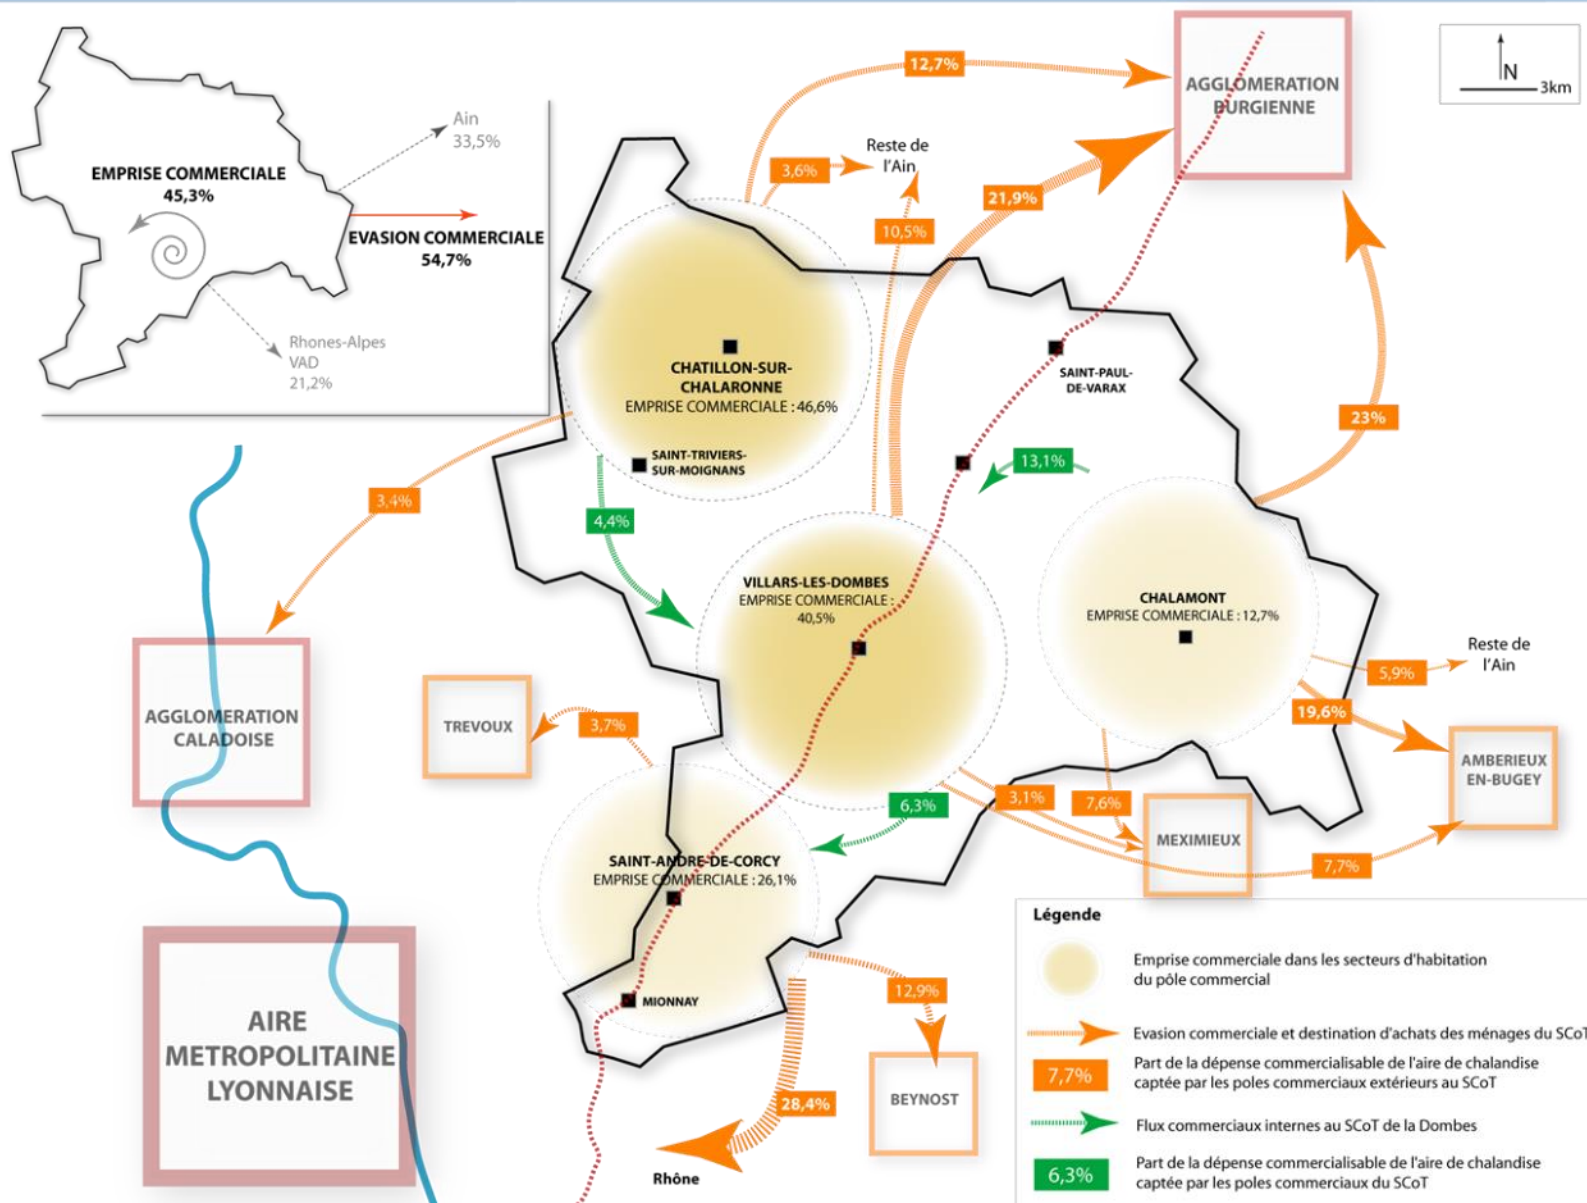 Ain
33,5%
EMPRISE COMMERCIALE
45,3%
EVASION COMMERCIALE
54,7%
Rhones-Alpes
VAD
21,2%
12,7%
AGGLOMERATION
BURGIENNE
N
3km
Reste de
l'Ain
3,6%
21,9%
10,5%
CHATILLON-SUR-
CHALARONNE
EMPRISE COMMERCIALE : 46,6%
SAINT-PAUL-
DE-VARAX
23%
SAINT-TRIVIERS-
SUR-MOIGNANS
13,1%
3,4%
4,4%
VILLARS-LES-DOMBES
EMPRISE COMMERCIALE :
40,5%
CHALAMONT
EMPRISE COMMERCIALE : 12,7%
Reste de
l'Ain
5,9%
19,6%
AGGLOMERATION
CALADOISE
TREVOUX
3,7%
AMBERIEUX
EN-BUGEY
6,3%
3,1%
7,6%
MEXIMIEUX
7,7%
SAINT-ANDRE-DE-CORCY
EMPRISE COMMERCIALE : 26,1%
MIONNAY
12,9%
AIRE
METROPOLITAINE
LYONNAISE
28,4%
BEYNOST
Rhône
Légende
Emprise commerciale dans les secteurs d'habitation
du pôle commercial
Evasion commerciale et destination d'achats des ménages du SCoT
7,7%
Part de la dépense commercialisable de l'aire de chalandise
captée par les poles commerciaux extérieurs au SCoT
Flux commerciaux internes au SCoT de la Dombes
6,3%
Part de la dépense commercialisable de l'aire de chalandise
captée par les poles commerciaux du SCoT